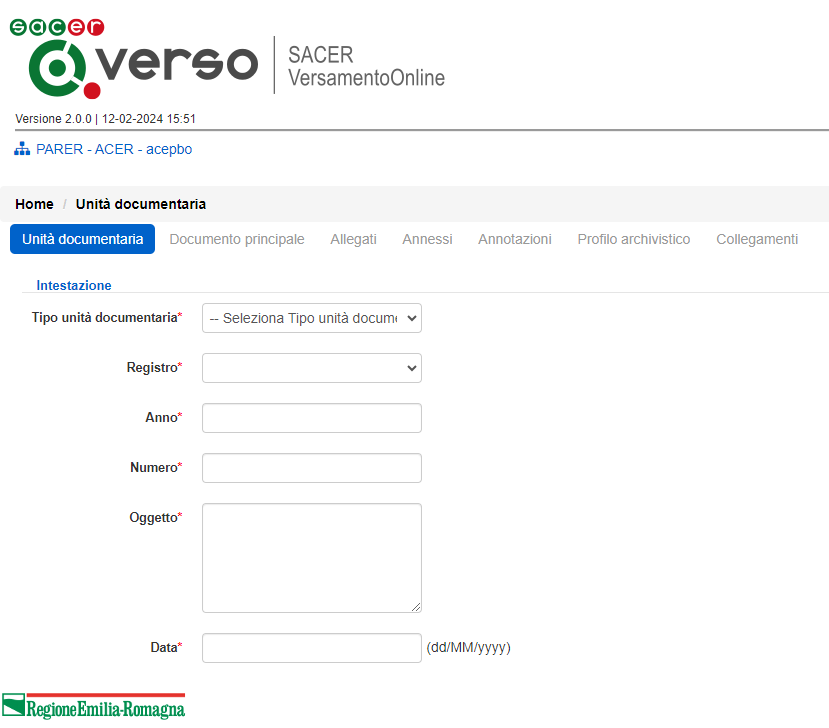 sacer
verso
SACER
VersamentoOnline
Versione 2.0.0 | 12-02-2024 15:51
PARER - ACER - acepbo
Home / Unità documentaria
Unità documentaria Documento principale Allegati Annessi Annotazioni Profilo archivistico Collegamenti
Intestazione
Tipo unità documentaria* -- Seleziona Tipo unità docume
Registro*
Anno*
Numero*
Oggetto*
Data* (dd/MM/yyyy)
RegioneEmilia-Romagna